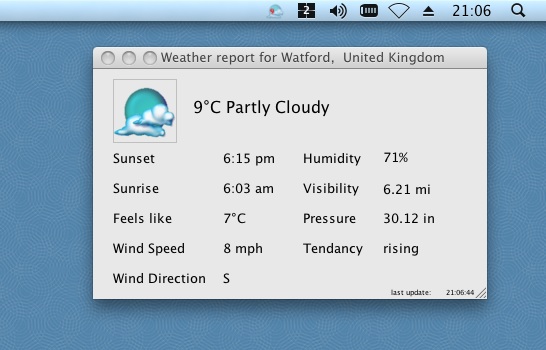 2 21:06
Weather report for Watford, United Kingdom
9°C Partly Cloudy
Sunset 6:15 pm Humidity 71%
Sunrise 6:03 am Visibility 6.21 mi
Feels like 7°C Pressure 30.12 in
Wind Speed 8 mph Tendancy rising
Wind Direction S
last update: 21:06:44